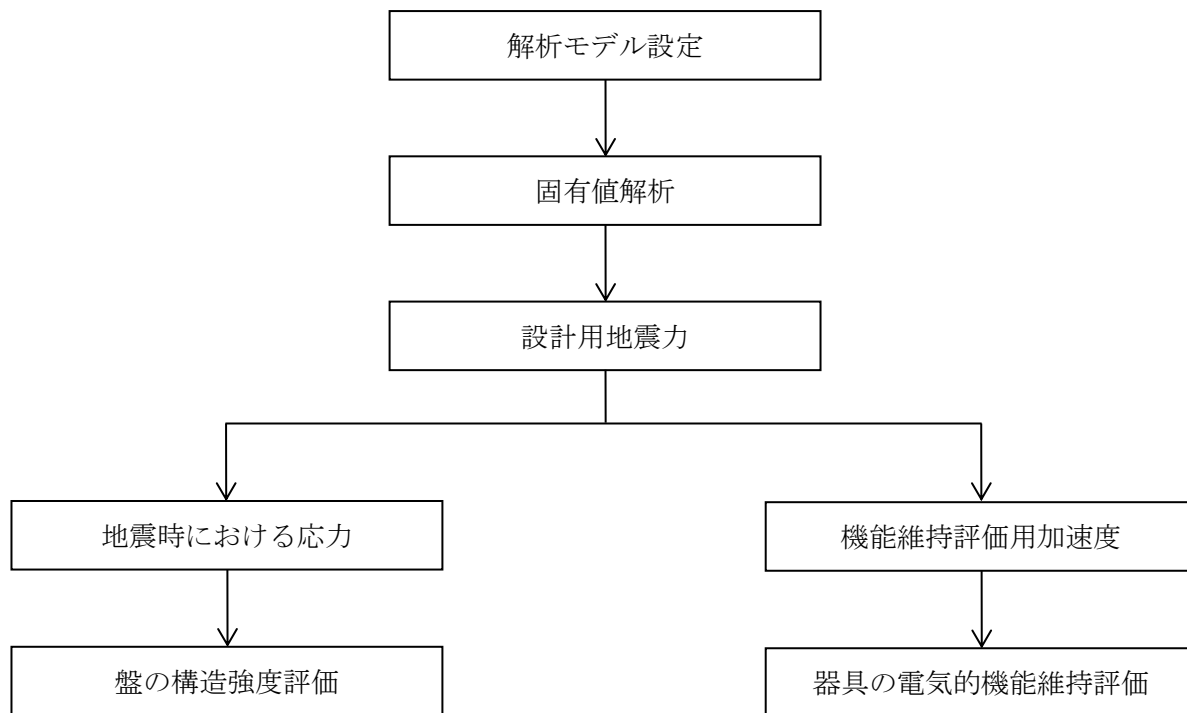 解析モデル設定
固有値解析
設計用地震力
地震時における応力
機能維持評価用加速度
盤の構造強度評価
器具の電気的機能維持評価